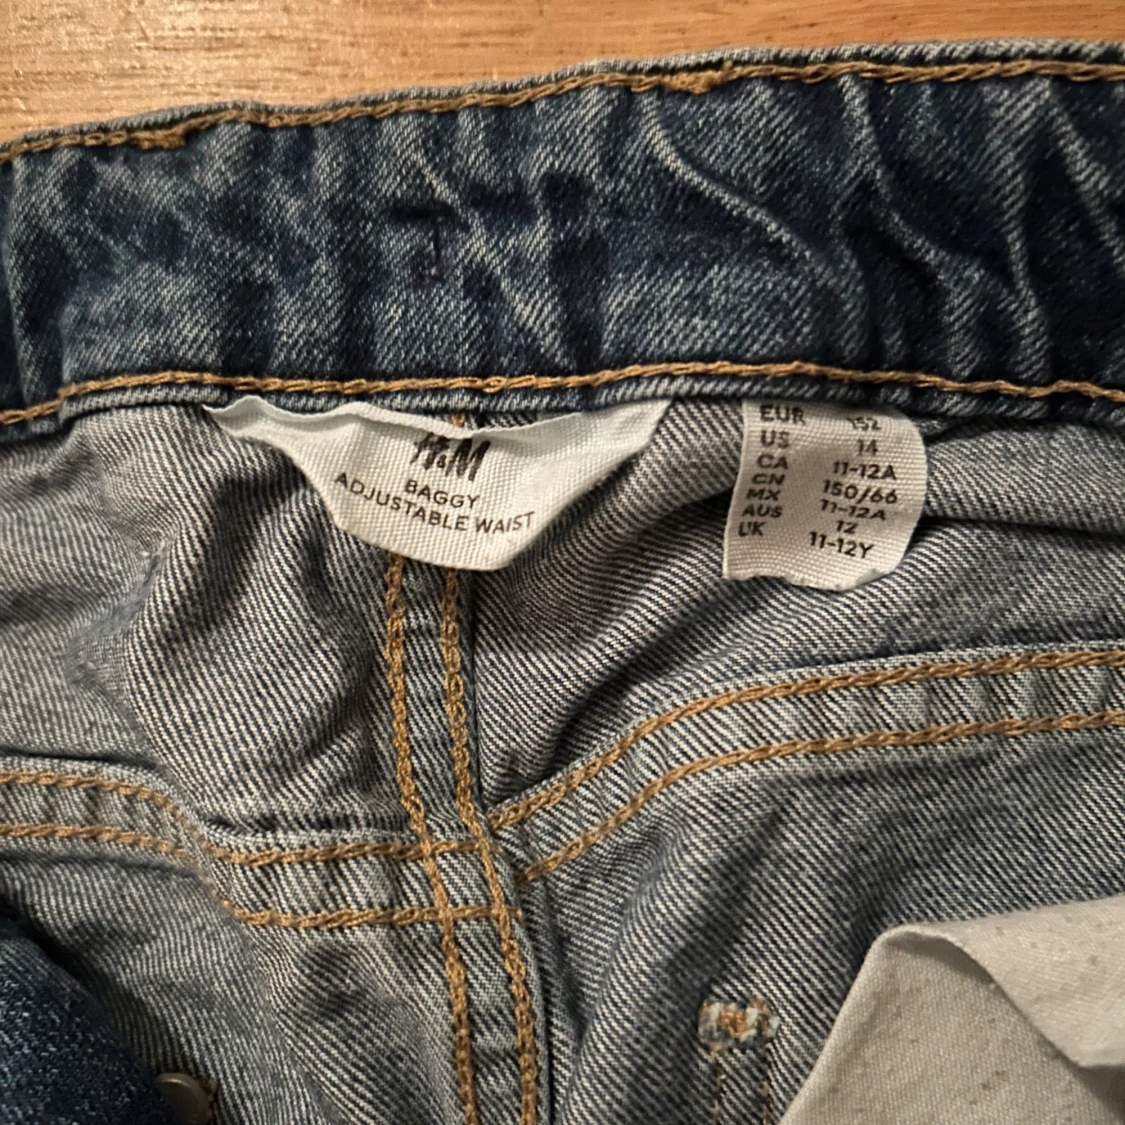 H&M
BAGGY
ADJUSTABLE WAIST
EUR 152
US 14
CA 11-12A
CN 150/66
MX 11-12A
AUS 12
UK 11-12Y